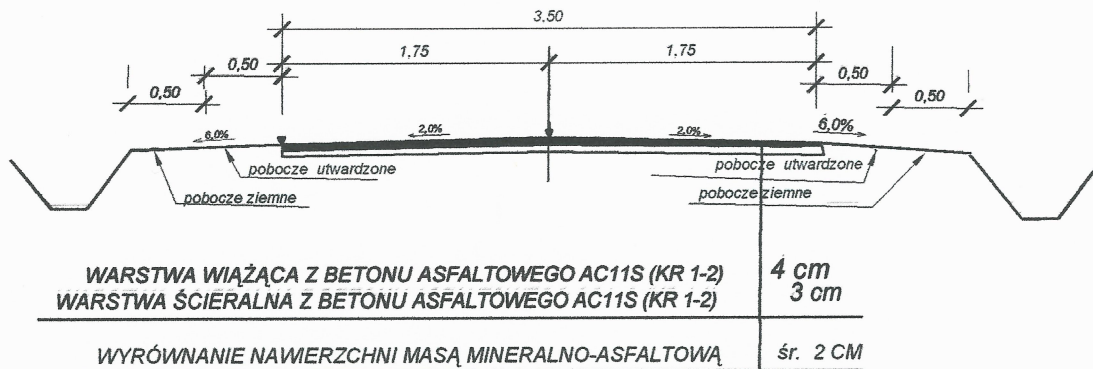 3,50
1,75 1,75
0,50 0,50
0,50 0,50
6,0% 2,0% 2,0% 6,0%
pobocze utwardzone pobocze utwardzone
pobocze ziemne pobocze ziemne
WARSTWA WIĄŻĄCA Z BETONU ASFALTOWEGO AC11S (KR 1-2) 4 cm
WARSTWA ŚCIERALNA Z BETONU ASFALTOWEGO AC11S (KR 1-2) 3 cm
WYRÓWNANIE NAWIERZCHNI MASĄ MINERALNO-ASFALTOWĄ śr. 2 CM